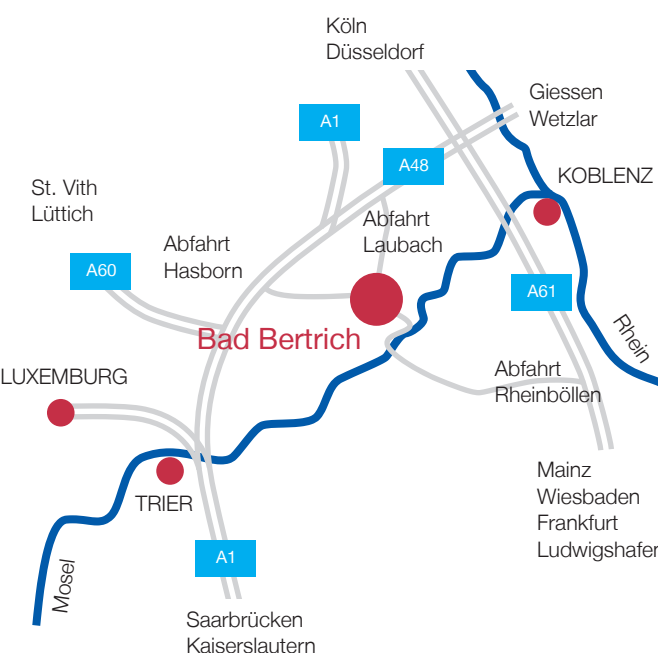 Köln
Düsseldorf
Giessen
Wetzlar
A1
A48
KOBLENZ
St. Vith
Lüttich
Abfahrt
Laubach
Abfahrt
Hasborn
A60
A61
Rhein
Bad Bertrich
LUXEMBURG
Abfahrt
Rheinböllen
Mainz
Wiesbaden
Frankfurt
Ludwigshafen
TRIER
A1
Mosel
Saarbrücken
Kaiserslautern